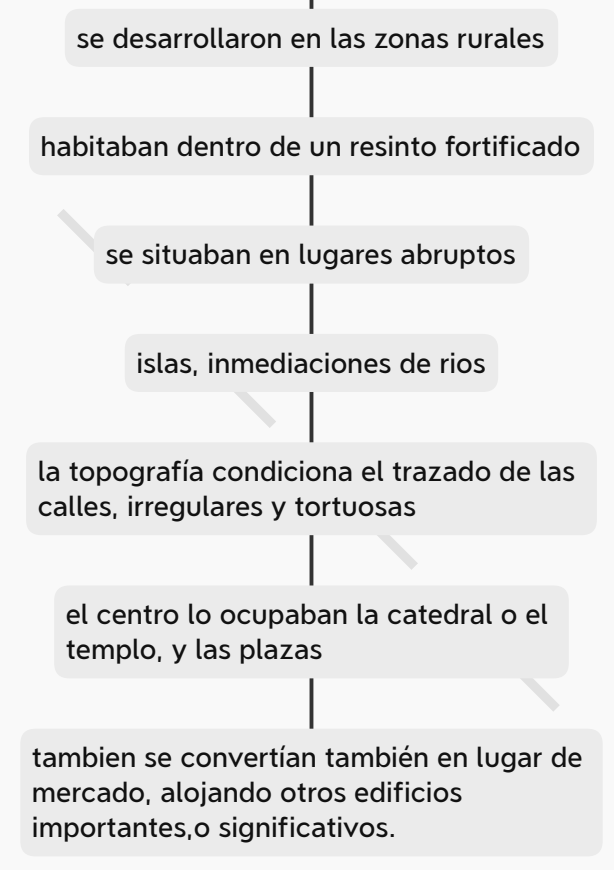 se desarrollaron en las zonas rurales
habitaban dentro de un resinto fortificado
se situaban en lugares abruptos
islas, inmediaciones de rios
la topografía condiciona el trazado de las
calles, irregulares y tortuosas
el centro lo ocupaban la catedral o el
templo, y las plazas
tambien se convertían también en lugar de
mercado, alojando otros edificios
importantes,o significativos.